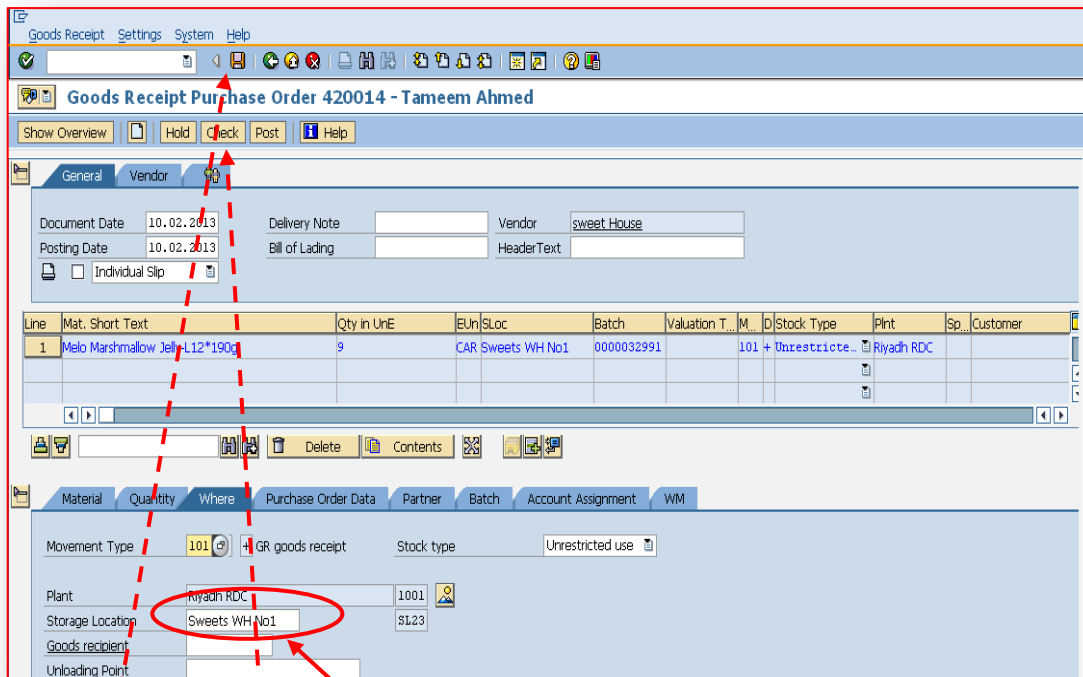 Goods Receipt Settings System Help
Goods Receipt Purchase Order 420014 - Tameem Ahmed
Show Overview Hold Check Post Help
General Vendor
Document Date 10.02.2013 Delivery Note Vendor sweet House
Posting Date 10.02.2013 Bill of Lading HeaderText
Individual Slip
Line Mat. Short Text Qty in UnE EUn SLoc Batch Valuation T... M... D Stock Type Plnt Sp... Customer
1 Melo Marshmallow Jelly-L12*190g 9 CAR Sweets WH No1 0000032991 101 + Unrestricte... Riyadh RDC
Delete Contents
Material Quantity Where Purchase Order Data Partner Batch Account Assignment WM
Movement Type 101 + GR goods receipt Stock type Unrestricted use
Plant Riyadh RDC 1001
Storage Location Sweets WH No1 SL23
Goods recipient
Unloading Point